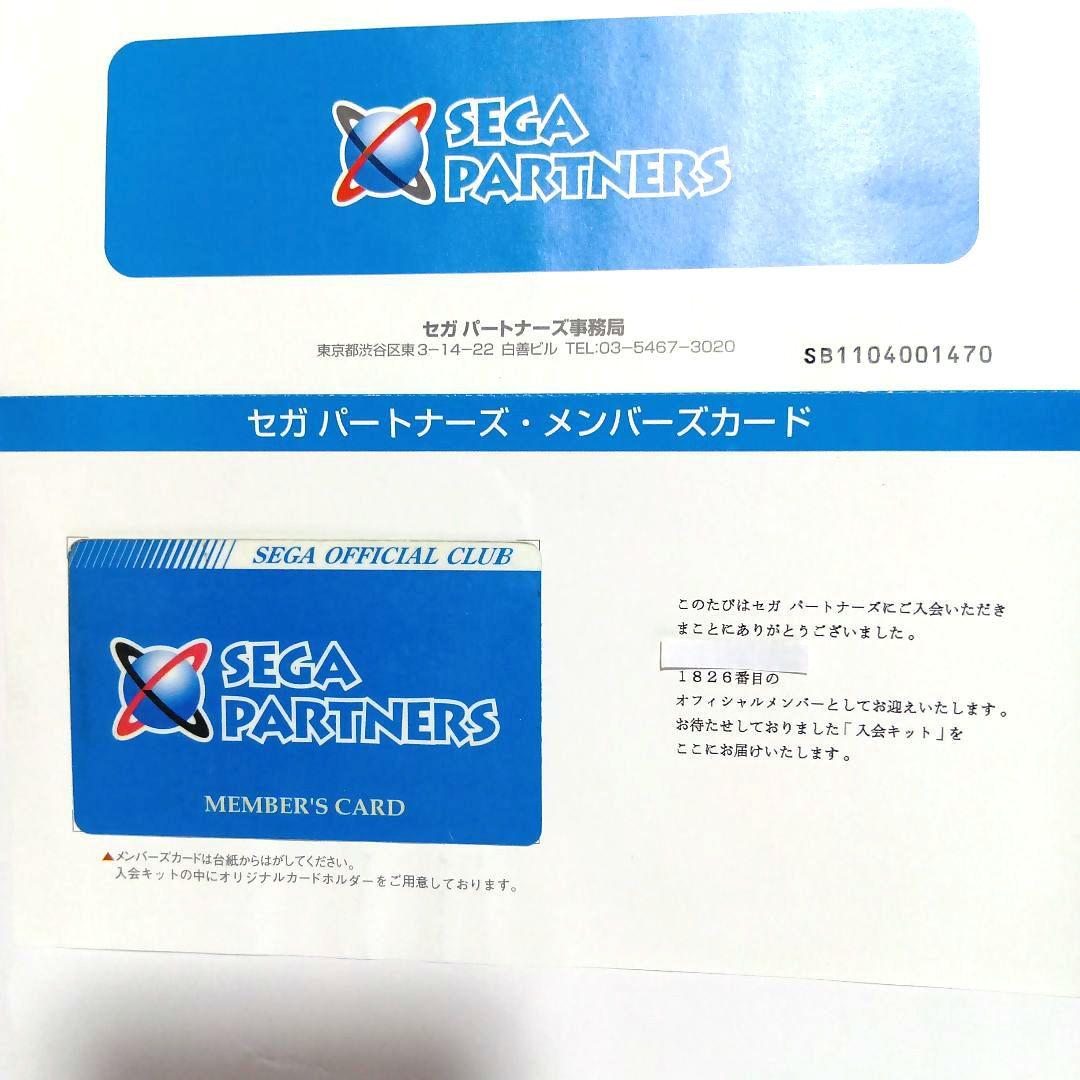 SEGA
PARTNERS
セガ パートナーズ事務局
東京都渋谷区東3−14−22 白善ビル TEL:03−5467−3020
SB1104001470
セガ パートナーズ・メンバーズカード
SEGA OFFICIAL CLUB
SEGA
PARTNERS
MEMBER'S CARD
▲メンバーズカードは台紙からはがしてください。
入会キットの中にオリジナルカードホルダーをご用意しております。
このたびはセガ パートナーズにご入会いただき
まことにありがとうございました。
1826番目の
オフィシャルメンバーとしてお迎えいたします。
お待たせしておりました「入会キット」を
ここにお届けいたします。